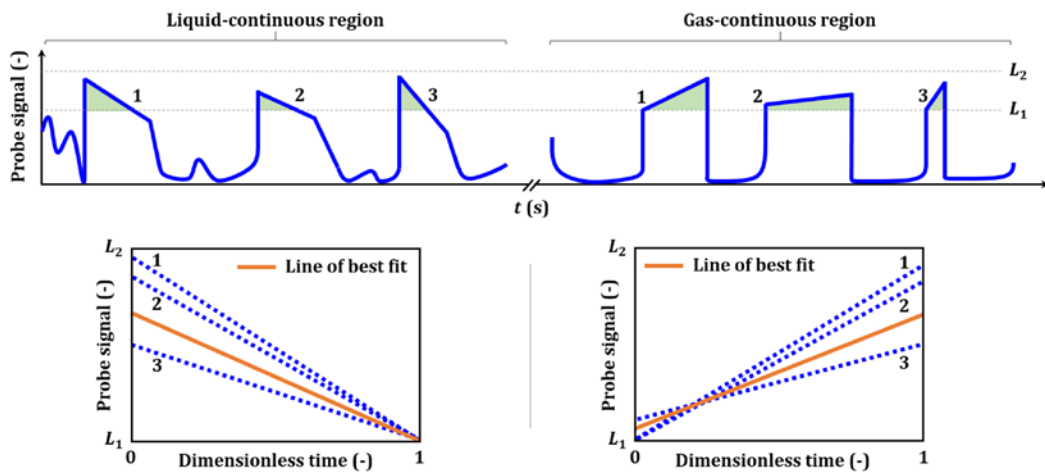 Liquid-continuous region
Gas-continuous region
Probe signal (-)
1
2
3
1
2
3
L₂
L₁
t (s)
L₂
1
2
3
L₁
Line of best fit
Probe signal (-)
0
1
Dimensionless time (-)
L₂
1
2
3
L₁
Line of best fit
Probe signal (-)
0
1
Dimensionless time (-)